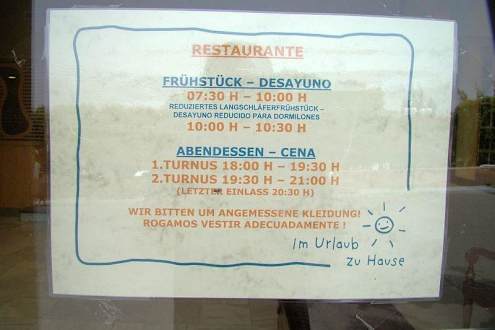 RESTAURANTE
FRÜHSTÜCK – DESAYUNO
07:30 H – 10:00 H
REDUZIERTES LANGSCHLÄFERFRÜHSTÜCK –
DESAYUNO REDUCIDO PARA DORMILONES
10:00 H – 10:30 H
ABENDESSEN – CENA
1.TURNUS 18:00 H – 19:30 H
2.TURNUS 19:30 H – 21:00 H
(LETZTER EINLASS 20:30 H)
WIR BITTEN UM ANGEMESSENE KLEIDUNG!
ROGAMOS VESTIR ADECUADAMENTE !
Im Urlaub
zu Hause